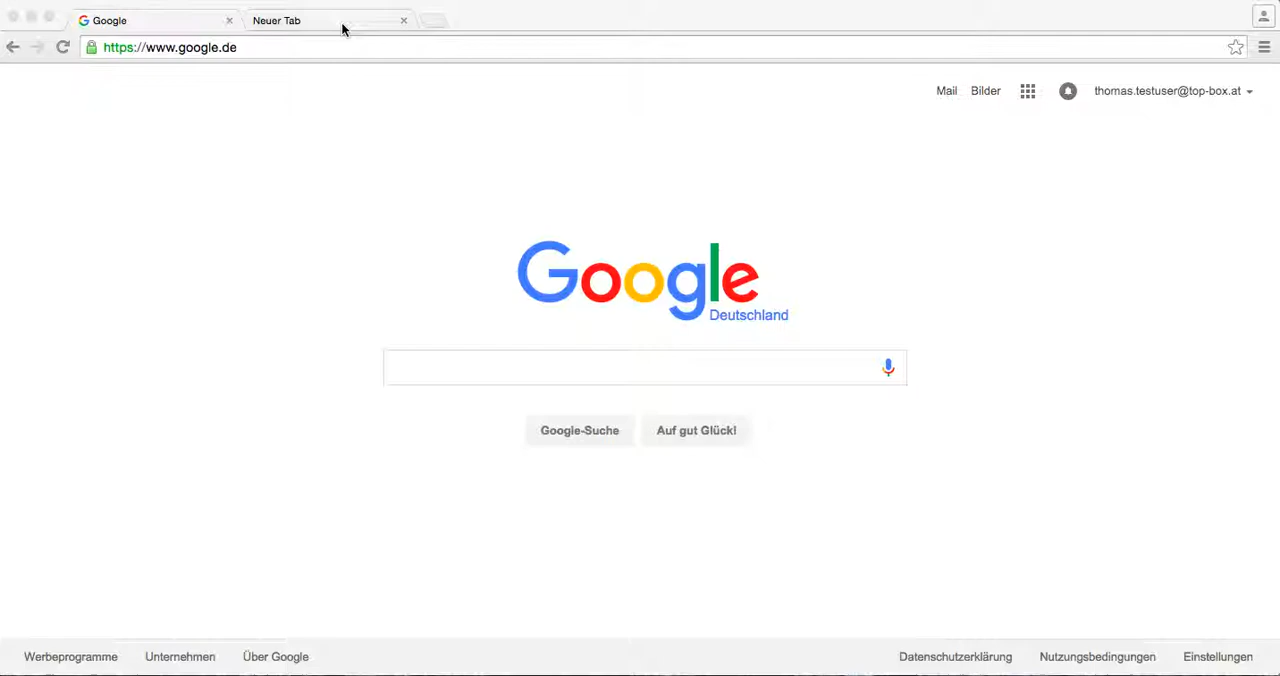 Google
Neuer Tab
https://www.google.de
Mail
Bilder
thomas.testuser@top-box.at
Google
Deutschland
Google-Suche
Auf gut Glück!
Werbeprogramme
Unternehmen
Über Google
Datenschutzerklärung
Nutzungsbedingungen
Einstellungen